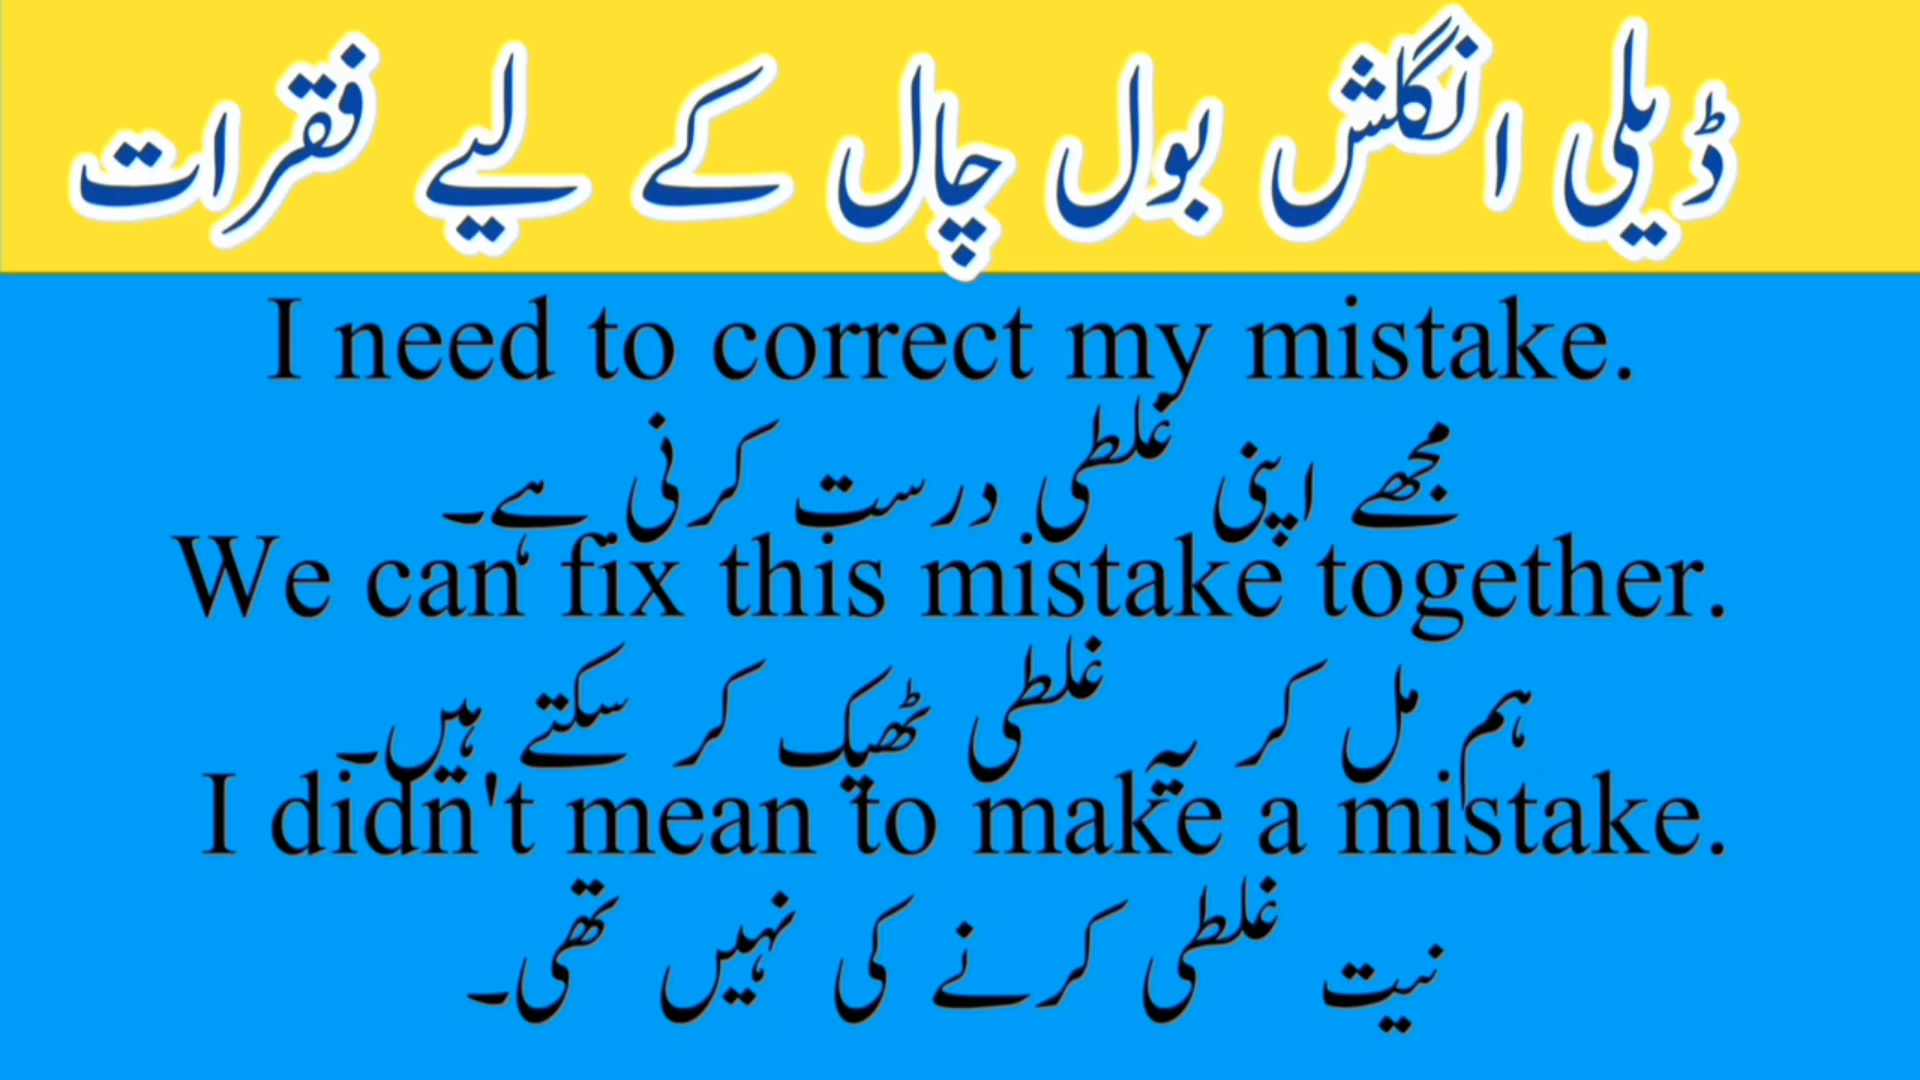 ڈیلی انگلش بول چال کے لیے فقرات
I need to correct my mistake.
مجھے اپنی غلطی درست کرنی ہے۔
We can fix this mistake together.
ہم مل کر یہ غلطی ٹھیک کر سکتے ہیں۔
I didn't mean to make a mistake.
نیت غلطی کرنے کی نہیں تھی۔